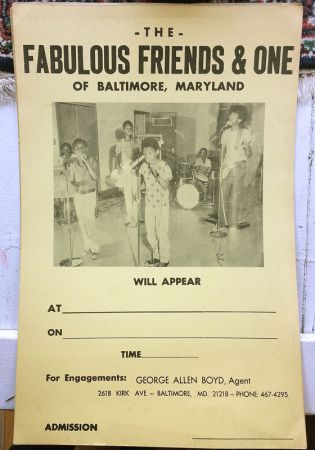 -THE-
FABULOUS FRIENDS & ONE
OF BALTIMORE, MARYLAND
WILL APPEAR
AT
ON
TIME
For Engagements: GEORGE ALLEN BOYD, Agent
2618 KIRK AVE. — BALTIMORE, MD. 21218 — PHONE: 467-4295
ADMISSION